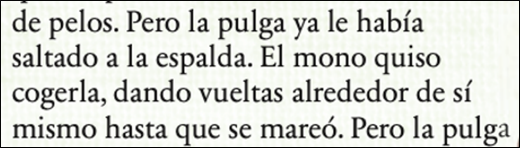 de pelos. Pero la pulga ya le había
saltado a la espalda. El mono quiso
cogerla, dando vueltas alrededor de sí
mismo hasta que se mareó. Pero la pulga